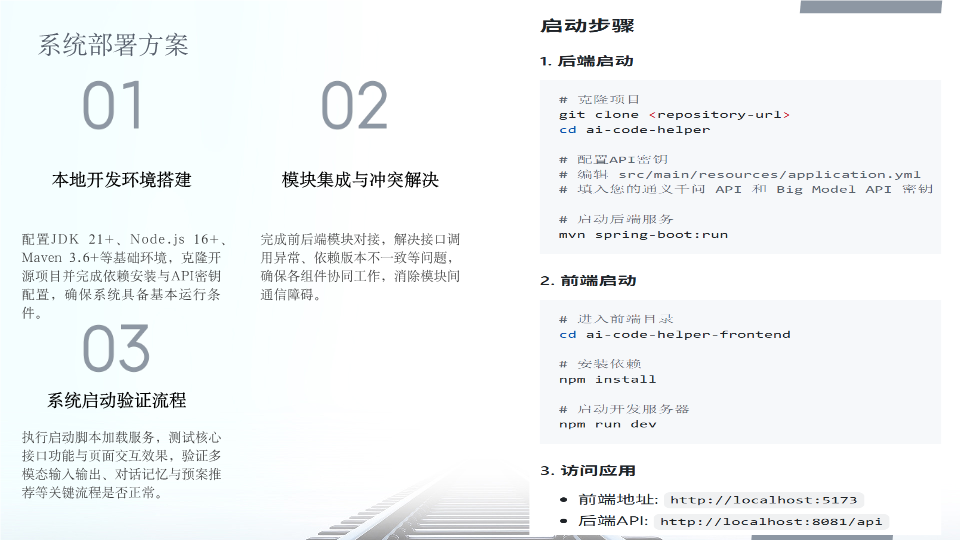 系统部署方案
01
本地开发环境搭建
配置JDK 21+、Node.js 16+、
Maven 3.6+等基础环境，克隆开
源项目并完成依赖安装与API密钥
配置，确保系统具备基本运行条
件。
02
模块集成与冲突解决
完成前后端模块对接，解决接口调
用异常、依赖版本不一致等问题，
确保各组件协同工作，消除模块间
通信障碍。
03
系统启动验证流程
执行启动脚本加载服务，测试核心
接口功能与页面交互效果，验证多
模态输入输出、对话记忆与预案推
荐等关键流程是否正常。
启动步骤
1. 后端启动
# 克隆项目
git clone <repository-url>
cd ai-code-helper
# 配置API密钥
# 编辑 src/main/resources/application.yml
# 填入您的通义千问 API 和 Big Model API 密钥
# 启动后端服务
mvn spring-boot:run
2. 前端启动
# 进入前端目录
cd ai-code-helper-frontend
# 安装依赖
npm install
# 启动开发服务器
npm run dev
3. 访问应用
• 前端地址: http://localhost:5173
• 后端API: http://localhost:8081/api